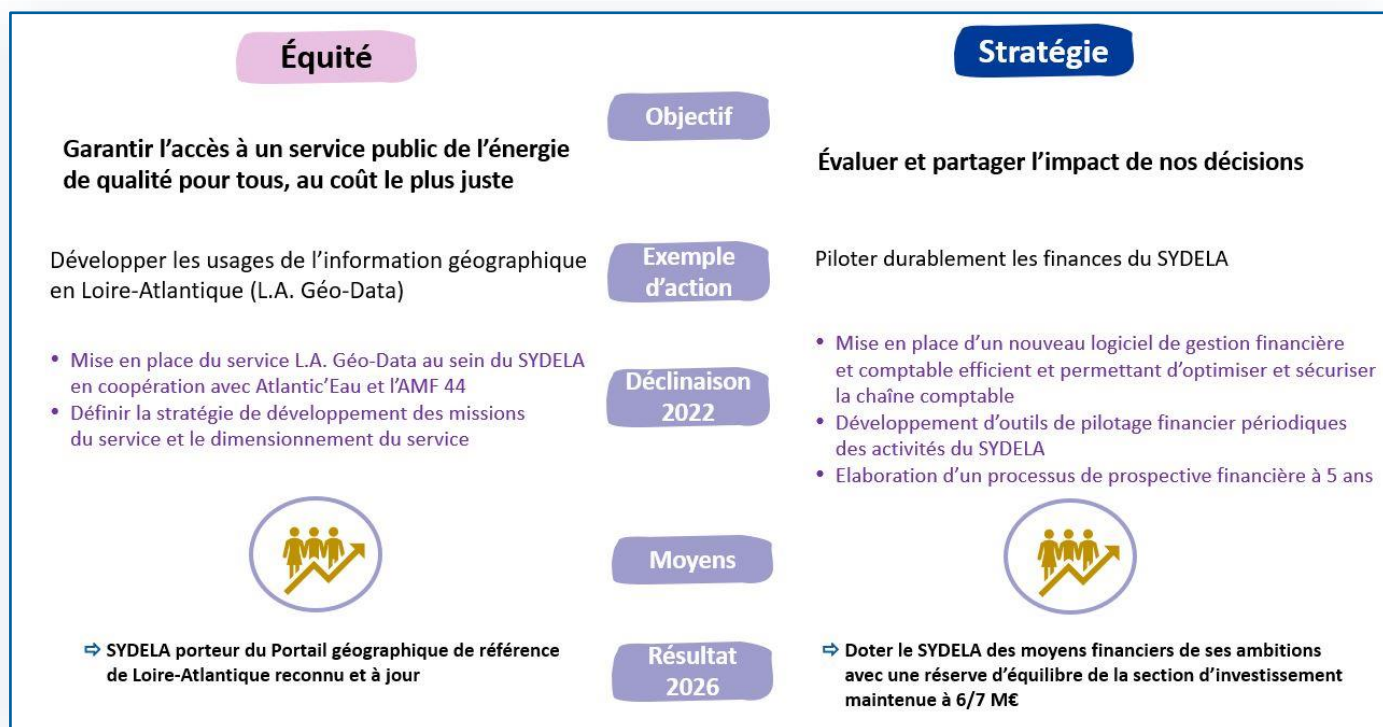 Équité
Stratégie
Objectif
Garantir l’accès à un service public de l’énergie
de qualité pour tous, au coût le plus juste
Évaluer et partager l’impact de nos décisions
Développer les usages de l’information géographique
en Loire-Atlantique (L.A. Géo-Data)
Exemple
d’action
Piloter durablement les finances du SYDELA
• Mise en place du service L.A. Géo-Data au sein du SYDELA
en coopération avec Atlantic’Eau et l’AMF 44
• Définir la stratégie de développement des missions
du service et le dimensionnement du service
Déclinaison
2022
• Mise en place d’un nouveau logiciel de gestion financière
et comptable efficient et permettant d’optimiser et sécuriser
la chaîne comptable
• Développement d’outils de pilotage financier périodiques
des activités du SYDELA
• Elaboration d’un processus de prospective financière à 5 ans
Moyens
⇨ SYDELA porteur du Portail géographique de référence
de Loire-Atlantique reconnu et à jour
Résultat
2026
⇨ Doter le SYDELA des moyens financiers de ses ambitions
avec une réserve d’équilibre de la section d’investissement
maintenue à 6/7 M€